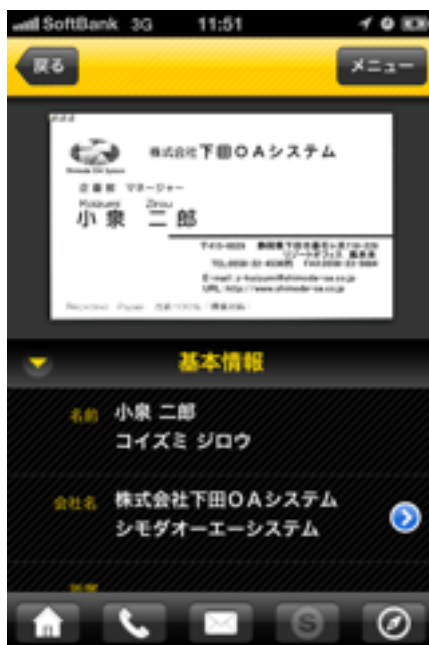 SoftBank 3G 11:51
戻る
メニュー
株式会社下田OAシステム
企画部 マネージャー
Koizumi Zirou
小泉 二郎
基本情報
名前 小泉 二郎
コイズミ ジロウ
会社名 株式会社下田OAシステム
シモダオーエーシステム
S